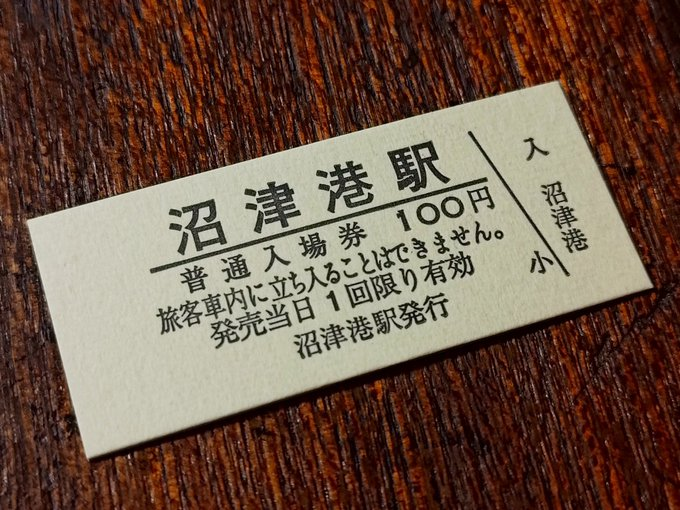 沼津港駅
普通入場券 100円
旅客車内に立ち入ることはできません。
発売当日1回限り有効
沼津港駅発行
入 沼津港
小